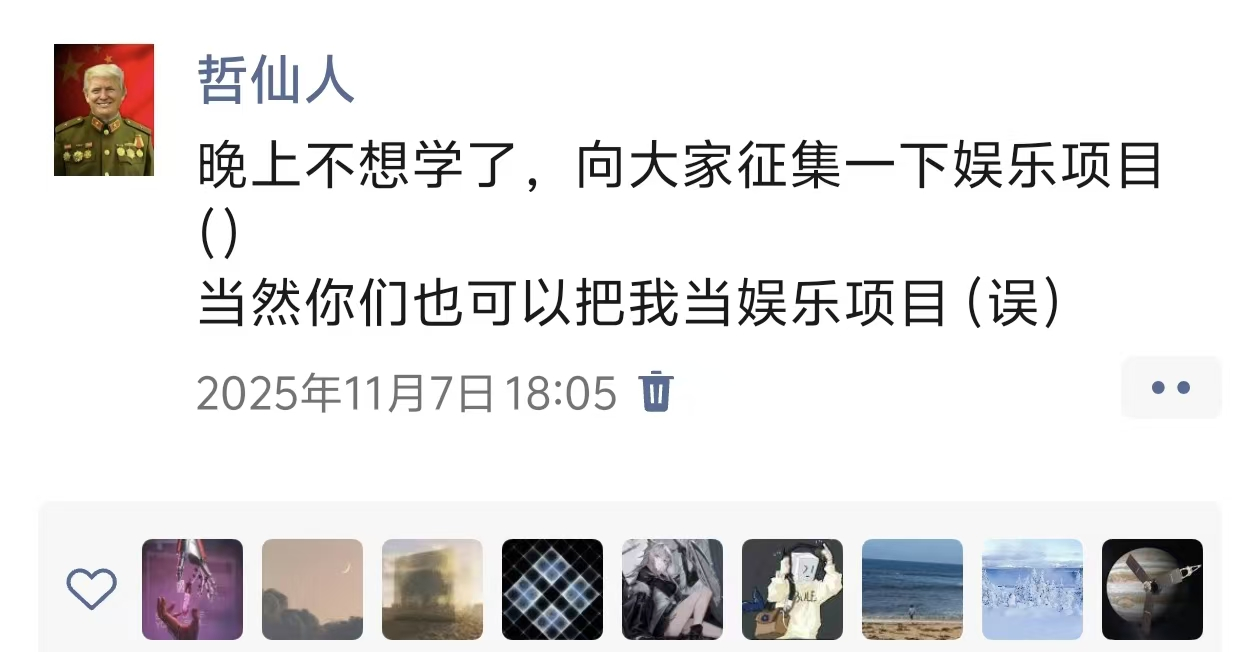 哲仙人
晚上不想学了，向大家征集一下娱乐项目
()
当然你们也可以把我当娱乐项目(误)
2025年11月7日 18:05